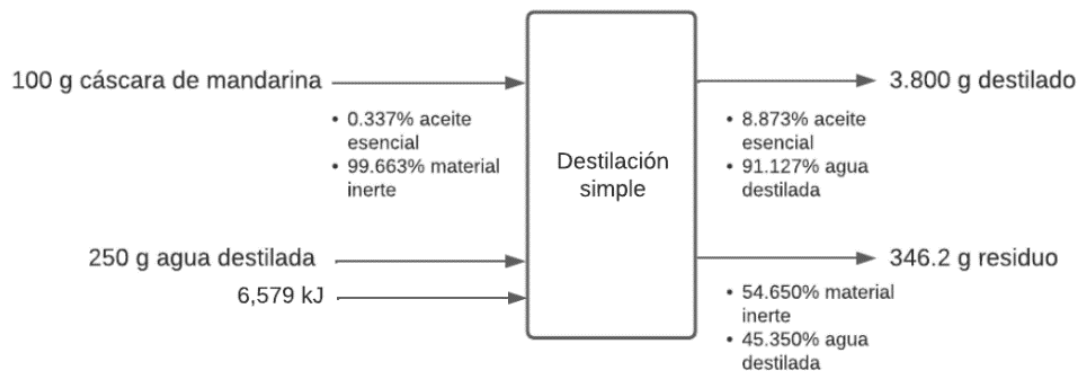 100 g cáscara de mandarina
• 0.337% aceite
esencial
• 99.663% material
inerte
250 g agua destilada
6,579 kJ
Destilación
simple
3.800 g destilado
• 8.873% aceite
esencial
• 91.127% agua
destilada
346.2 g residuo
• 54.650% material
inerte
• 45.350% agua
destilada